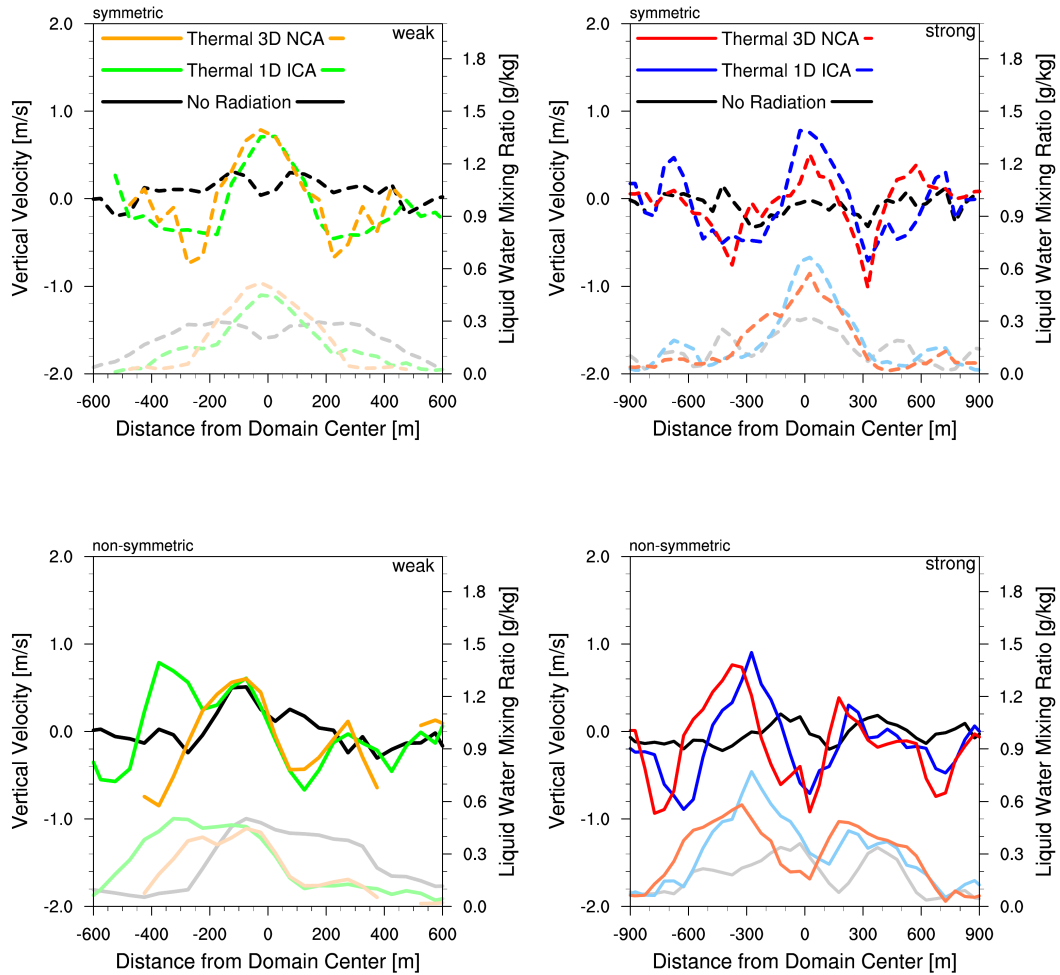 symmetric
weak
Thermal 3D NCA
Thermal 1D ICA
No Radiation
2.0
1.0
0.0
-1.0
-2.0
Vertical Velocity [m/s]
1.8
1.5
1.2
0.9
0.6
0.3
0.0
Liquid Water Mixing Ratio [g/kg]
-600 -400 -200 0 200 400 600
Distance from Domain Center [m]
symmetric
strong
Thermal 3D NCA
Thermal 1D ICA
No Radiation
2.0
1.0
0.0
-1.0
-2.0
Vertical Velocity [m/s]
1.8
1.5
1.2
0.9
0.6
0.3
0.0
Liquid Water Mixing Ratio [g/kg]
-900 -600 -300 0 300 600 900
Distance from Domain Center [m]
non-symmetric
weak
2.0
1.0
0.0
-1.0
-2.0
Vertical Velocity [m/s]
1.8
1.5
1.2
0.9
0.6
0.3
0.0
Liquid Water Mixing Ratio [g/kg]
-600 -400 -200 0 200 400 600
Distance from Domain Center [m]
non-symmetric
strong
2.0
1.0
0.0
-1.0
-2.0
Vertical Velocity [m/s]
1.8
1.5
1.2
0.9
0.6
0.3
0.0
Liquid Water Mixing Ratio [g/kg]
-900 -600 -300 0 300 600 900
Distance from Domain Center [m]